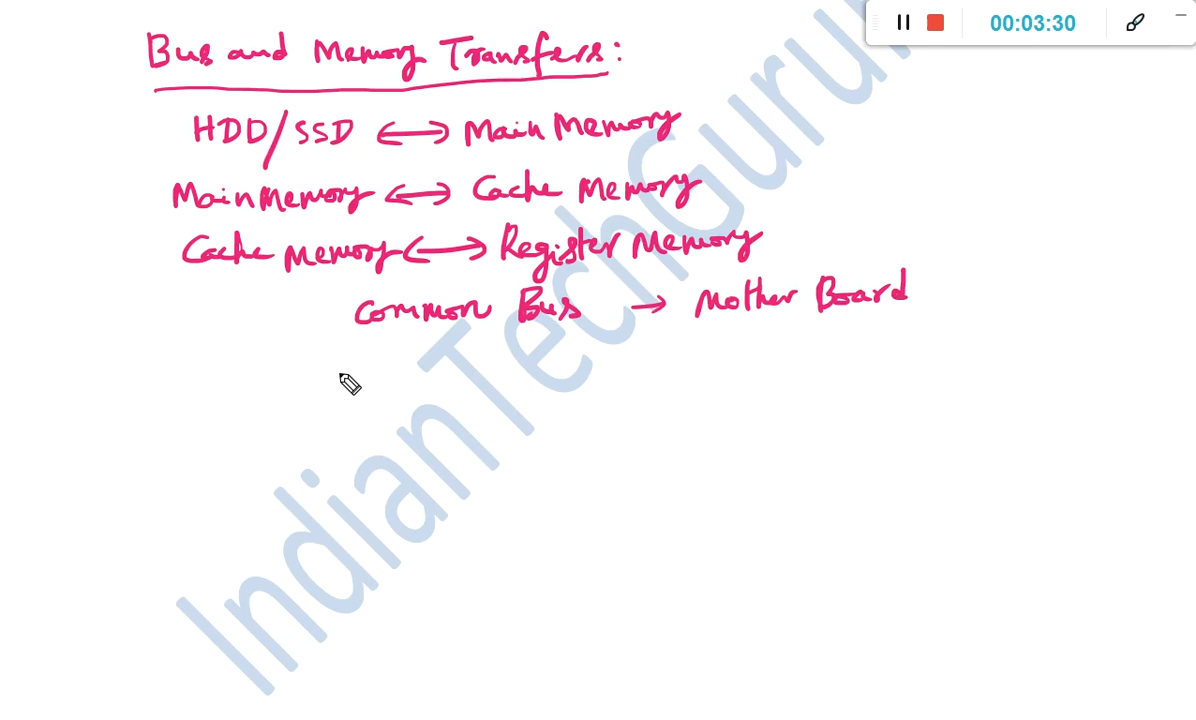 Bus and Memory Transfers:
HDD/SSD ↔ Main Memory
Main Memory ↔ Cache Memory
Cache Memory ↔ Register Memory
Common Bus → Mother Board
00:03:30